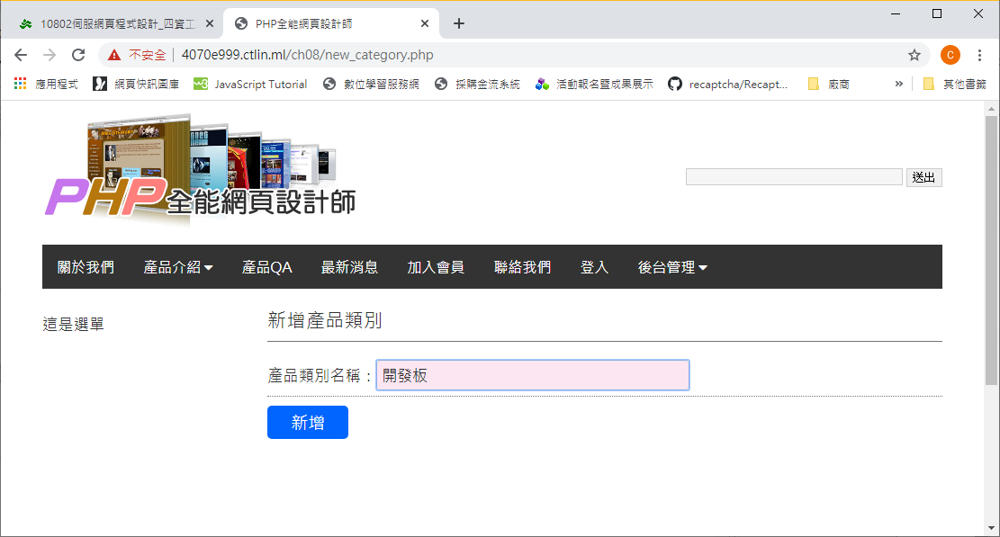 10802伺服網頁程式設計_四資工
PHP全能網頁設計師
不安全 4070e999.ctlin.ml/ch08/new_category.php
C
應用程式 網頁快訊圖庫 JavaScript Tutorial 數位學習服務網 採購金流系統 活動報名暨成果展示 recaptcha/Recapt... 廠商 » 其他書籤
PHP全能網頁設計師
送出
關於我們 產品介紹 產品QA 最新消息 加入會員 聯絡我們 登入 後台管理
這是選單
新增產品類別
產品類別名稱：開發板
新增